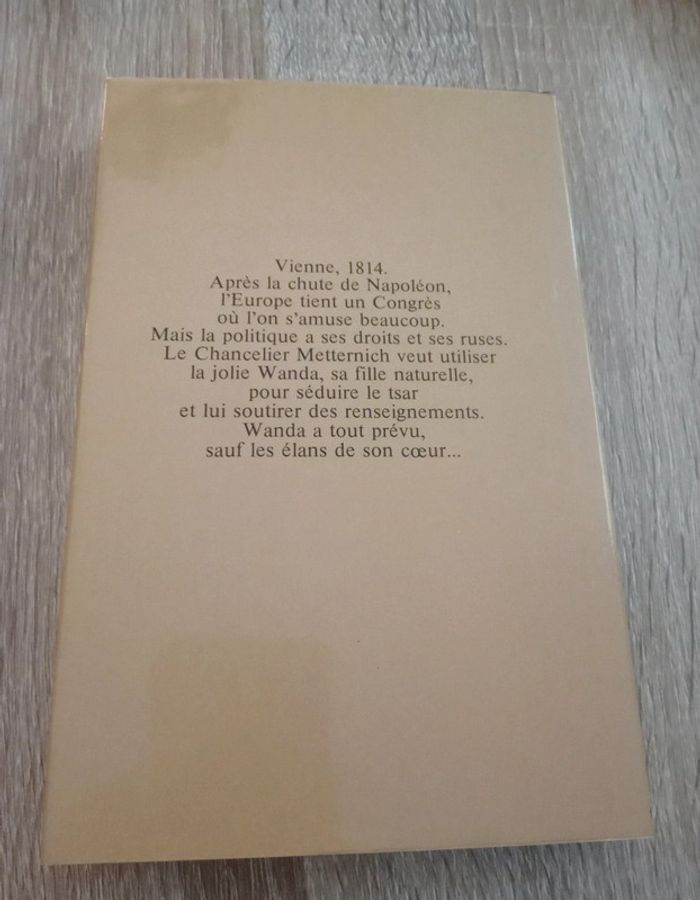 Vienne, 1814.
Après la chute de Napoléon,
l'Europe tient un Congrès
où l'on s'amuse beaucoup.
Mais la politique a ses droits et ses ruses.
Le Chancelier Metternich veut utiliser
la jolie Wanda, sa fille naturelle,
pour séduire le tsar
et lui soutirer des renseignements.
Wanda a tout prévu,
sauf les élans de son cœur...